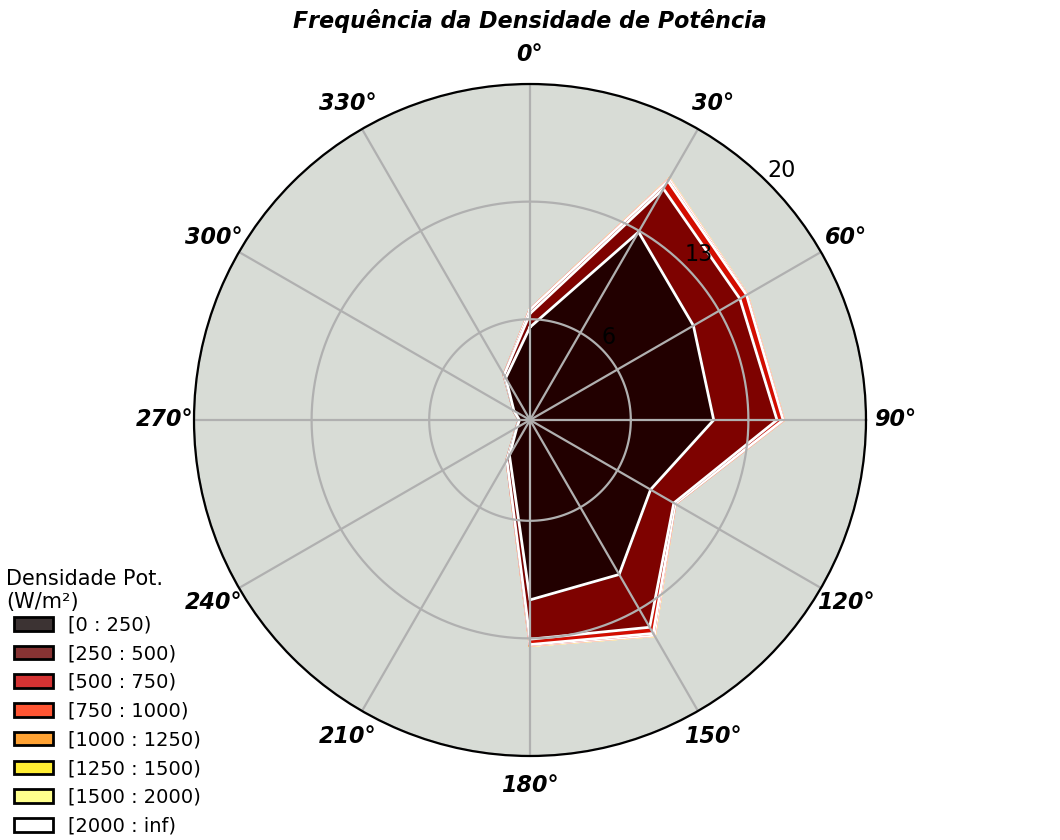 Frequência da Densidade de Potência
0°
30°
60°
90°
120°
150°
180°
210°
240°
270°
300°
330°
6
13
20
Densidade Pot.
(W/m²)
[0 : 250)
[250 : 500)
[500 : 750)
[750 : 1000)
[1000 : 1250)
[1250 : 1500)
[1500 : 2000)
[2000 : inf)